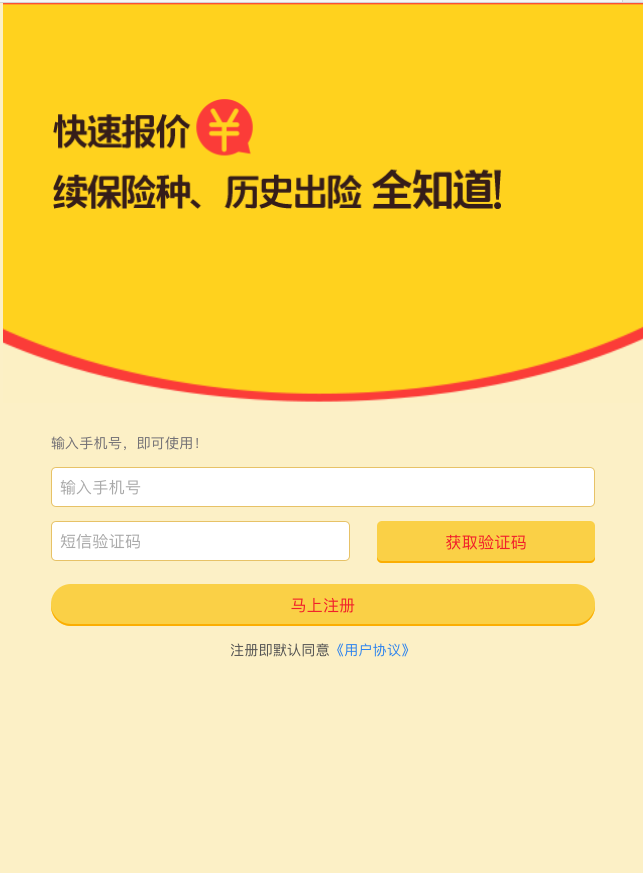 快速报价 ¥
续保险种、历史出险 全知道!
输入手机号，即可使用！
输入手机号
短信验证码 获取验证码
马上注册
注册即默认同意《用户协议》